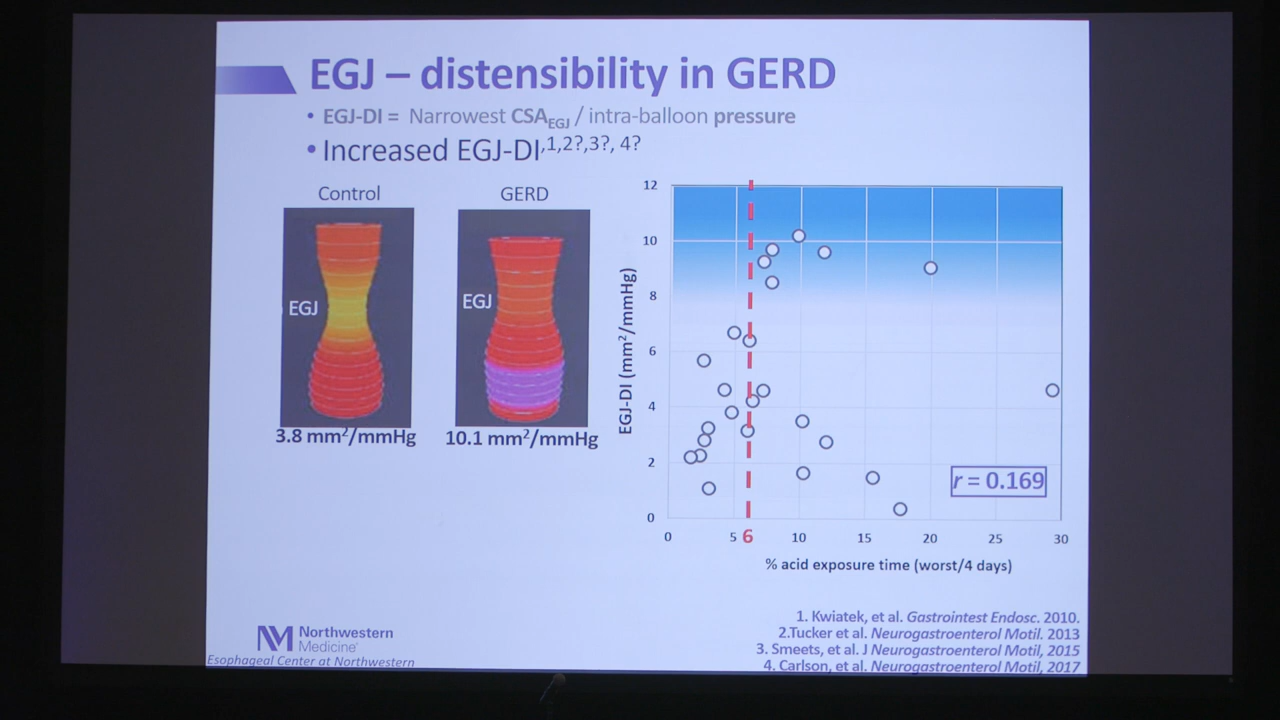 EGJ – distensibility in GERD
• EGJ-DI = Narrowest CSAEGJ / intra-balloon pressure
• Increased EGJ-DI,1,2?,3?, 4?
Control
GERD
EGJ
EGJ
3.8 mm²/mmHg
10.1 mm²/mmHg
EGJ-DI (mm²/mmHg)
12
10
8
6
4
2
0
r = 0.169
0
5
6
10
15
20
25
30
% acid exposure time (worst/4 days)
1. Kwiatek, et al. Gastrointest Endosc. 2010.
2.Tucker et al. Neurogastroenterol Motil. 2013
3. Smeets, et al. J Neurogastroenterol Motil, 2015
4. Carlson, et al. Neurogastroenterol Motil, 2017
NM Northwestern
Medicine
Esophageal Center at Northwestern